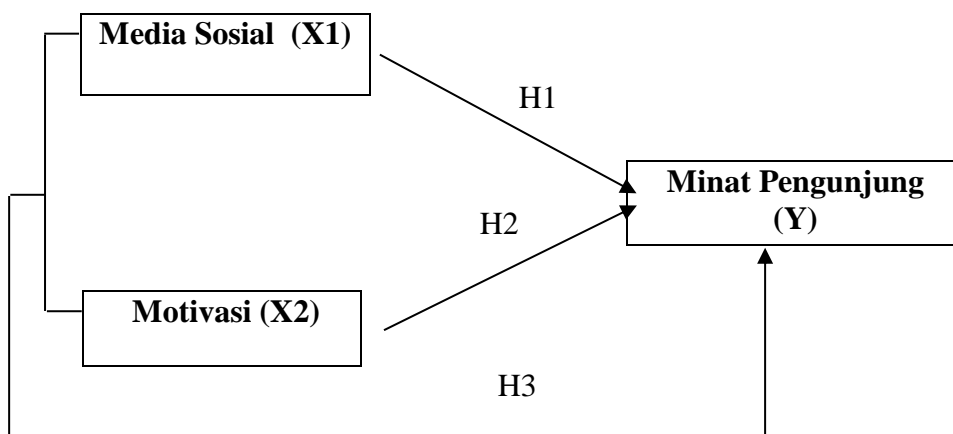 Media Sosial  (X1)
H1
Minat Pengunjung
(Y)
H2
Motivasi (X2)
H3